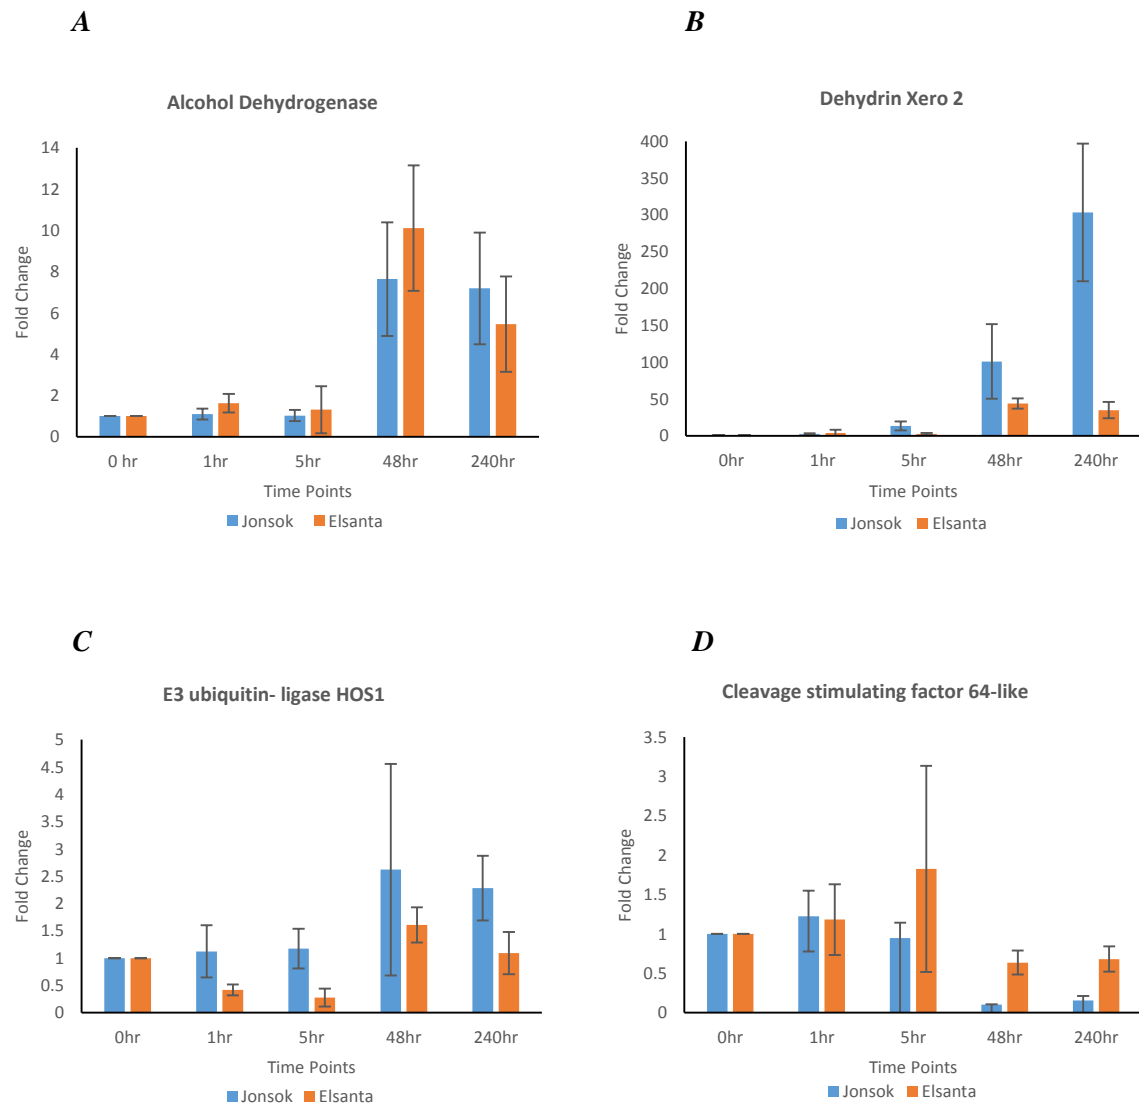 A
B
Alcohol Dehydrogenase
14
12
10
8
6
4
2
0
Fold Change
0 hr 1hr 5hr 48hr 240hr
Time Points
Jonsok Elsanta
Dehydrin Xero 2
400
350
300
250
200
150
100
50
0
Fold Change
0hr 1hr 5hr 48hr 240hr
Time Points
Jonsok Elsanta
C
D
E3 ubiquitin- ligase HOS1
5
4.5
4
3.5
3
2.5
2
1.5
1
0.5
0
Fold Change
0hr 1hr 5hr 48hr 240hr
Time Points
Jonsok Elsanta
Cleavage stimulating factor 64-like
3.5
3
2.5
2
1.5
1
0.5
0
Fold Change
0hr 1hr 5hr 48hr 240hr
Time Points
Jonsok Elsanta